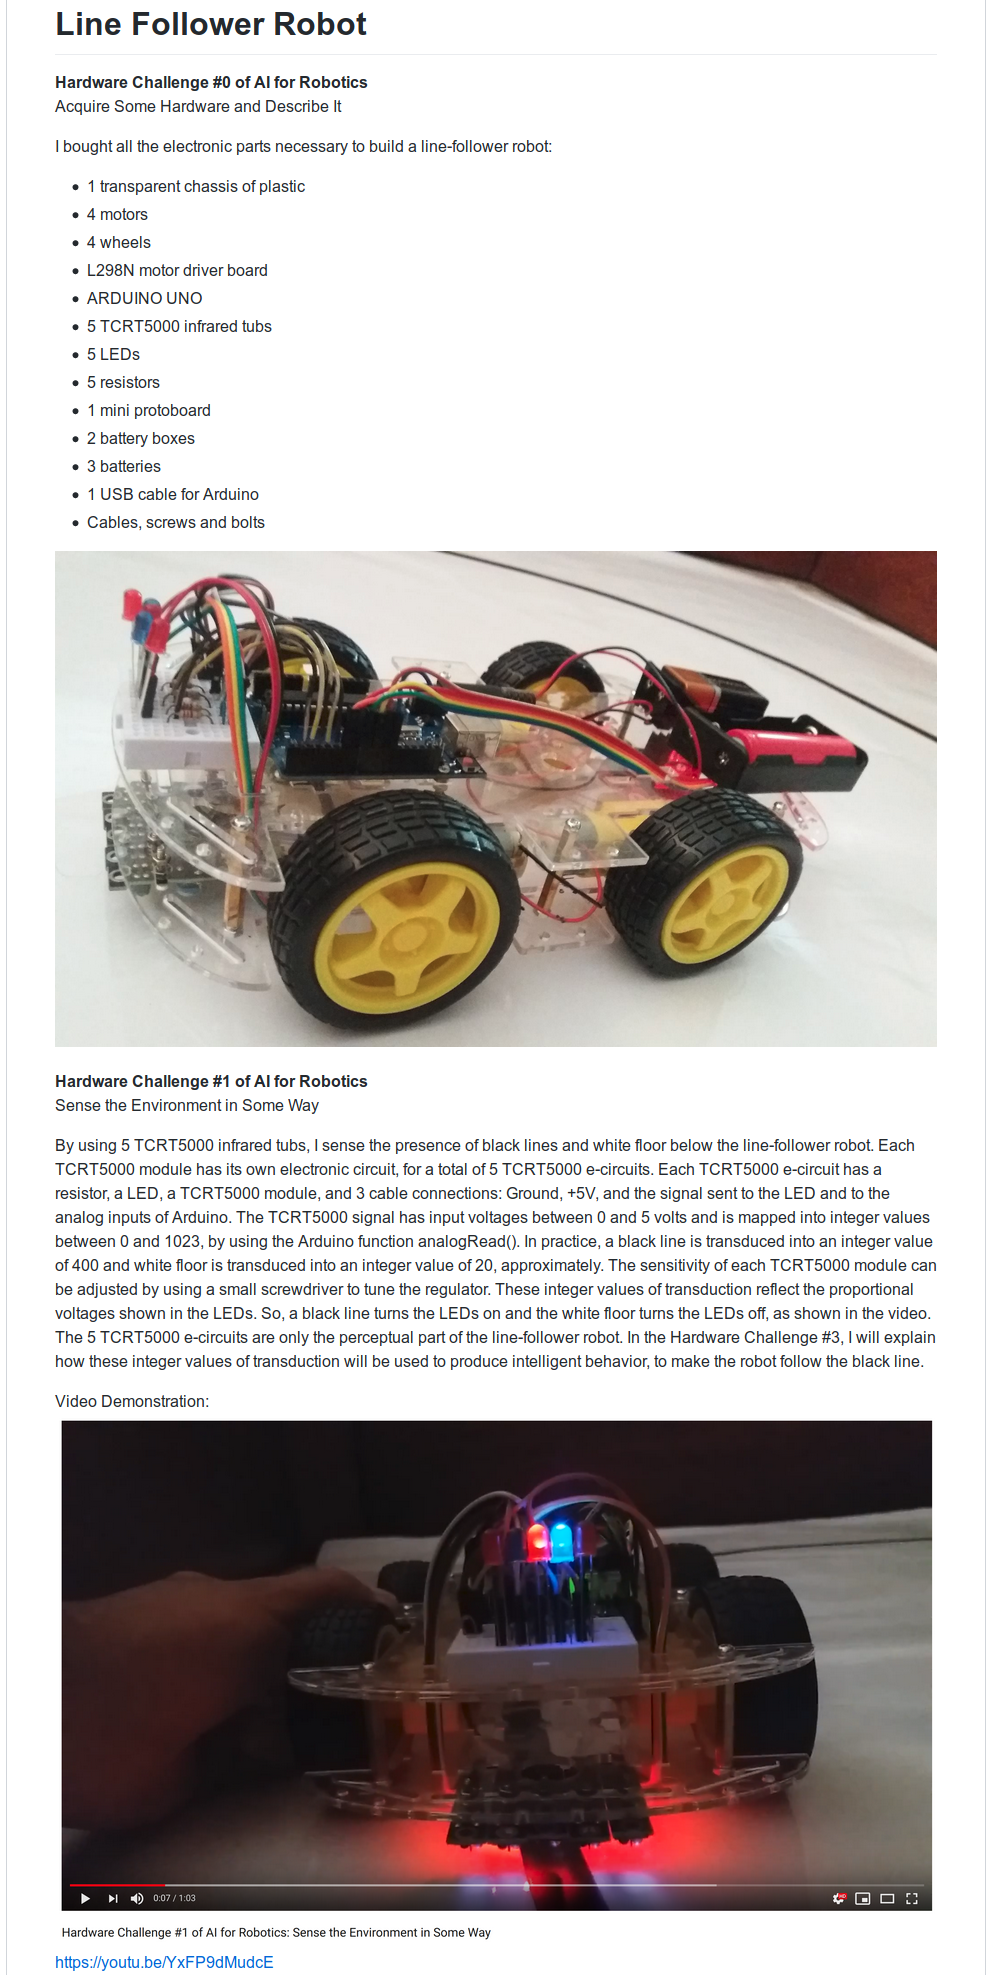 Line Follower Robot
Hardware Challenge #0 of AI for Robotics
Acquire Some Hardware and Describe It
I bought all the electronic parts necessary to build a line-follower robot:
• 1 transparent chassis of plastic
• 4 motors
• 4 wheels
• L298N motor driver board
• ARDUINO UNO
• 5 TCRT5000 infrared tubs
• 5 LEDs
• 5 resistors
• 1 mini protoboard
• 2 battery boxes
• 3 batteries
• 1 USB cable for Arduino
• Cables, screws and bolts
Hardware Challenge #1 of AI for Robotics
Sense the Environment in Some Way
By using 5 TCRT5000 infrared tubs, I sense the presence of black lines and white floor below the line-follower robot. Each
TCRT5000 module has its own electronic circuit, for a total of 5 TCRT5000 e-circuits. Each TCRT5000 e-circuit has a
resistor, a LED, a TCRT5000 module, and 3 cable connections: Ground, +5V, and the signal sent to the LED and to the
analog inputs of Arduino. The TCRT5000 signal has input voltages between 0 and 5 volts and is mapped into integer values
between 0 and 1023, by using the Arduino function analogRead(). In practice, a black line is transduced into an integer value
of 400 and white floor is transduced into an integer value of 20, approximately. The sensitivity of each TCRT5000 module can
be adjusted by using a small screwdriver to tune the regulator. These integer values of transduction reflect the proportional
voltages shown in the LEDs. So, a black line turns the LEDs on and the white floor turns the LEDs off, as shown in the video.
The 5 TCRT5000 e-circuits are only the perceptual part of the line-follower robot. In the Hardware Challenge #3, I will explain
how these integer values of transduction will be used to produce intelligent behavior, to make the robot follow the black line.
Video Demonstration:
0:07 / 1:03
HD
Hardware Challenge #1 of AI for Robotics: Sense the Environment in Some Way
https://youtu.be/YxFP9dMudcE